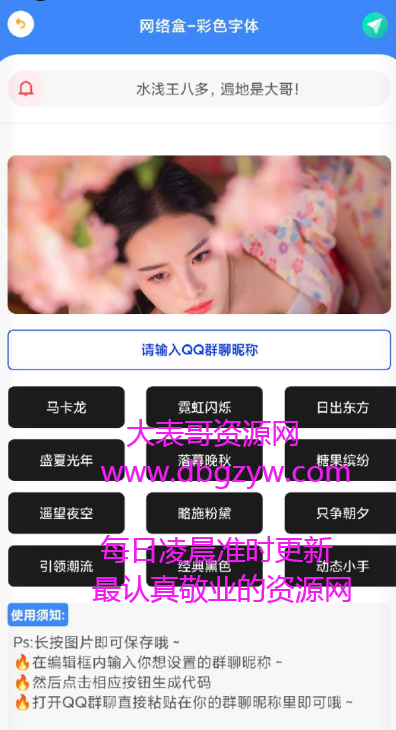 网络盒-彩色字体
水浅王八多，遍地是大哥！
请输入QQ群聊昵称
马卡龙 霓虹闪烁 日出东方
大表哥资源网
盛夏光年 落暮晚秋 糖果缤纷
www.dbgzyw.com
遥望夜空 略施粉黛 只争朝夕
每日凌晨准时更新
引领潮流 经典黑色 动态小手
最认真敬业的资源网
使用须知:
Ps:长按图片即可保存哦~
🔥在编辑框内输入你想设置的群聊昵称~
🔥然后点击相应按钮生成代码
🔥打开QQ群聊直接粘贴在你的群聊昵称里即可哦~